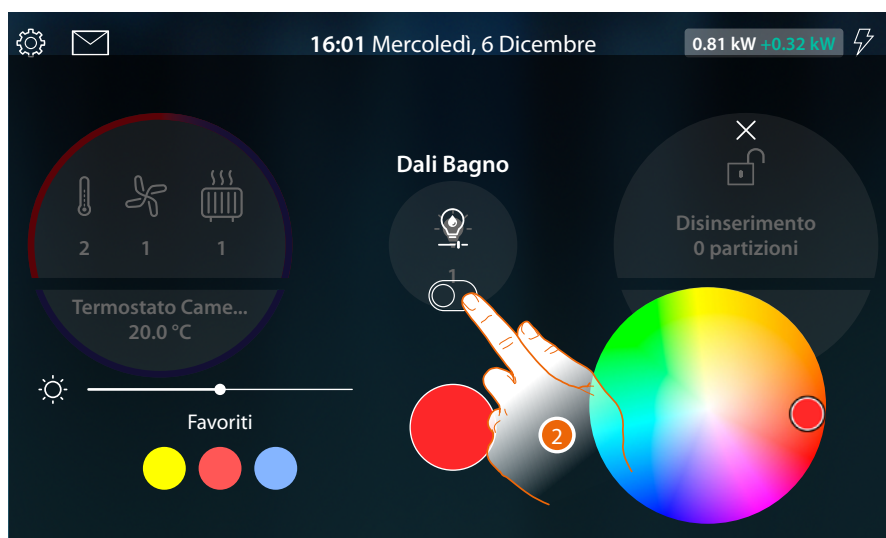 16:01 Mercoledì, 6 Dicembre
0.81 kW +0.32 kW
Dali Bagno
2 1 1
1
Disinserimento
0 partizioni
Termostato Came...
20.0 °C
Favoriti
2